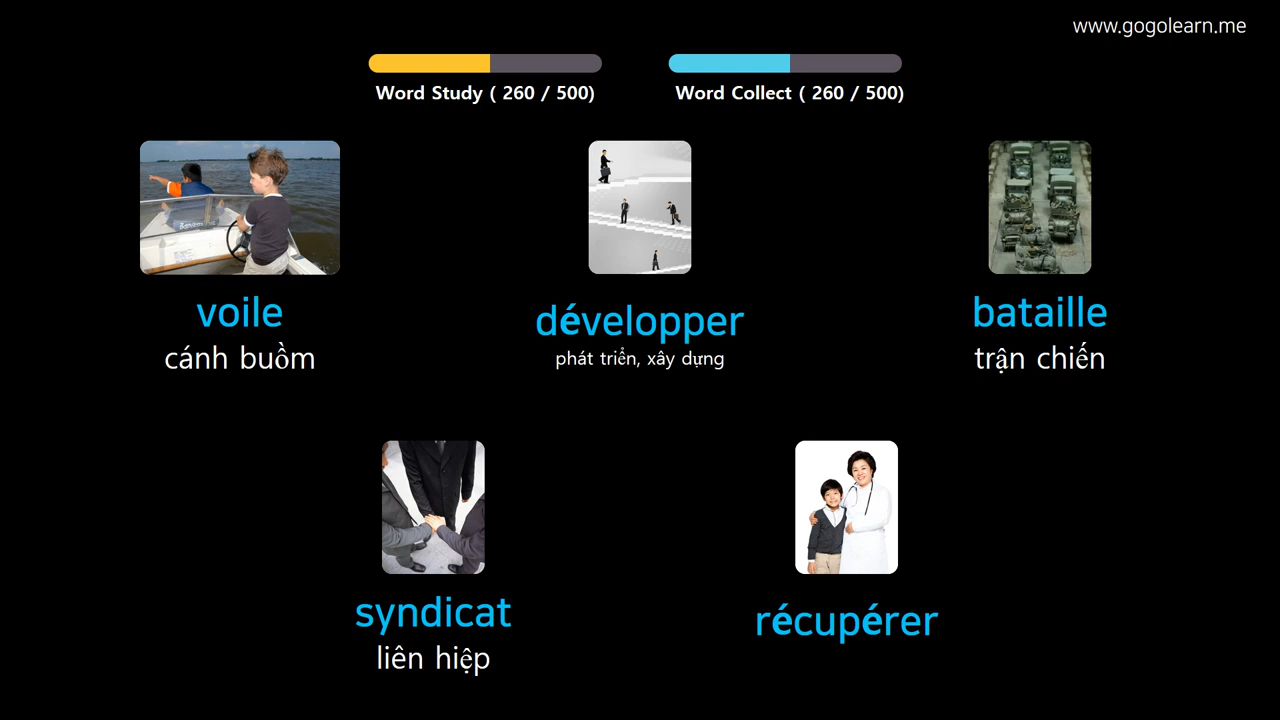 www.gogolearn.me
Word Study ( 260 / 500)
Word Collect ( 260 / 500)
voile
cánh buồm
développer
phát triển, xây dựng
bataille
trận chiến
syndicat
liên hiệp
récupérer